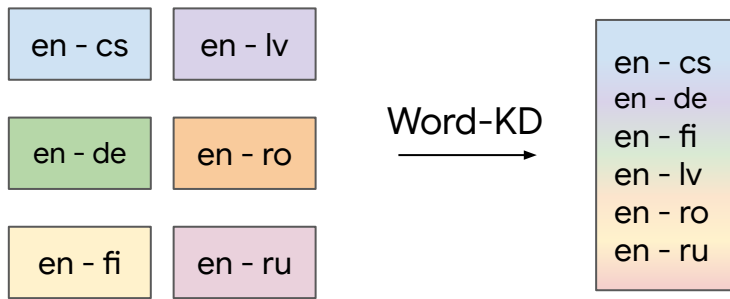 en - cs
en - lv
en - de
en - ro
en - fi
en - ru
Word-KD
en - cs
en - de
en - fi
en - lv
en - ro
en - ru